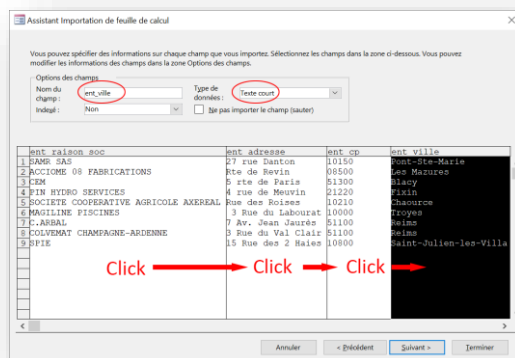 Assistant Importation de feuille de calcul
Vous pouvez spécifier des informations sur chaque champ que vous importez. Sélectionnez les champs dans la zone ci-dessous. Vous pouvez
modifier les informations des champs dans la zone Options des champs.
Options des champs
Nom du champ : ent_ville Type de données : Texte court
Indexé : Non Ne pas importer le champ (sauter)
ent raison soc ent adresse ent cp ent ville
1 SAMR SAS 27 rue Danton 10150 Pont-Ste-Marie
2 ACCIOME 08 FABRICATIONS Rte de Revin 08500 Les Mazures
3 CEM 5 rte de Paris 51300 Blacy
4 PIN HYDRO SERVICES 4 rue de Meuvin 21220 Fixin
5 SOCIETE COOPERATIVE AGRICOLE AXEREAL Rue des Roises 10210 Chaource
6 MAGILINE PISCINES 3 Rue du Labourat 10000 Troyes
7 C.ARBAL 7 Av. Jean Jaurés 51100 Reims
8 COLVEMAT CHAMPAGNE-ARDENNE 3 Rue du Val Clair 51100 Reims
9 SPIE 15 Rue des 2 Haies 10800 Saint-Julien-les-Villa
Click Click Click
Annuler < Précédent Suivant > Terminer